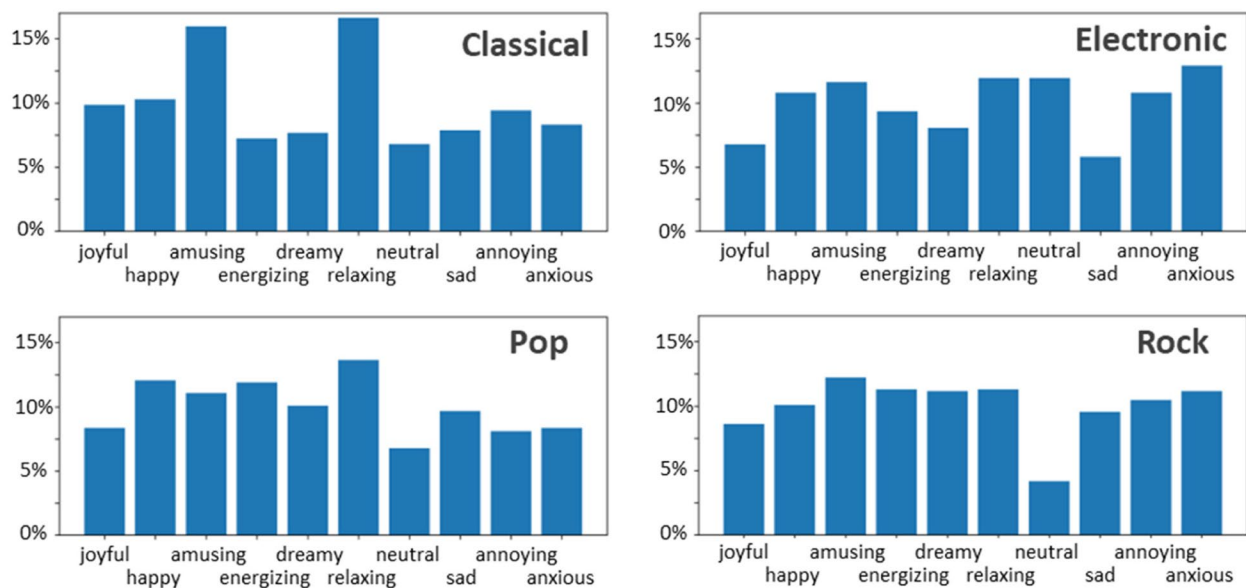 Classical
15%
10%
5%
0%
joyful amusing dreamy neutral annoying
happy energizing relaxing sad anxious
Electronic
15%
10%
5%
0%
joyful amusing dreamy neutral annoying
happy energizing relaxing sad anxious
Pop
15%
10%
5%
0%
joyful amusing dreamy neutral annoying
happy energizing relaxing sad anxious
Rock
15%
10%
5%
0%
joyful amusing dreamy neutral annoying
happy energizing relaxing sad anxious